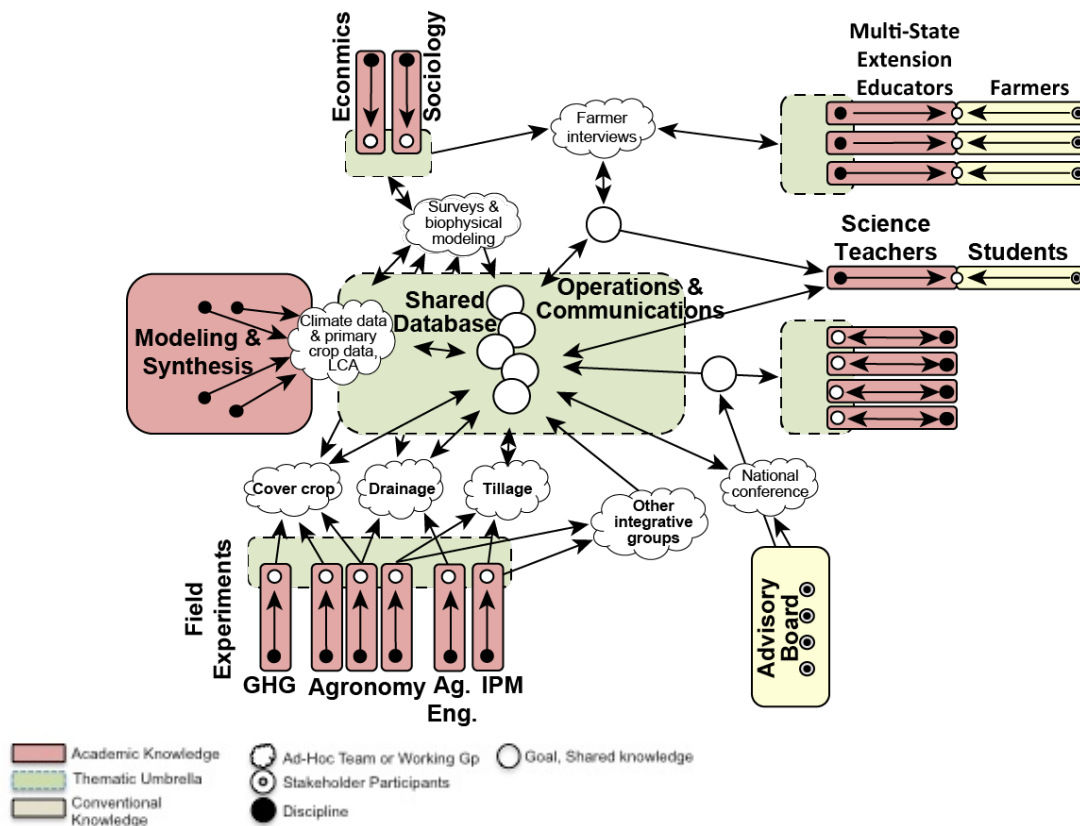 Econmics
Sociology
Multi-State
Extension
Educators
Farmers
Farmer
interviews
Surveys &
biophysical
modeling
Science
Teachers
Students
Modeling &
Synthesis
Climate data
& primary
crop data,
LCA
Shared
Database
Operations &
Communications
Cover crop
Drainage
Tillage
Other
integrative
groups
National
conference
Field
Experiments
GHG
Agronomy
Ag.
Eng.
IPM
Advisory
Board
Academic Knowledge
Thematic Umbrella
Conventional
Knowledge
Ad-Hoc Team or Working Gp
Stakeholder Participants
Discipline
Goal, Shared knowledge